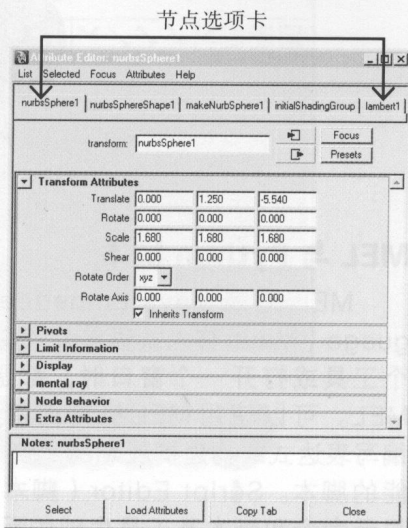 节点选项卡
Attribute Editor: nurbsSphere1
List Selected Focus Attributes Help
nurbsSphere1 nurbsSphereShape1 makeNurbSphere1 initialShadingGroup lambert1
transform: nurbsSphere1 Focus
Presets
Transform Attributes
Translate 0.000 1.250 -5.540
Rotate 0.000 0.000 0.000
Scale 1.680 1.680 1.680
Shear 0.000 0.000 0.000
Rotate Order xyz
Rotate Axis 0.000 0.000 0.000
Inherits Transform
Pivots
Limit Information
Display
mental ray
Node Behavior
Extra Attributes
Notes: nurbsSphere1
Select Load Attributes Copy Tab Close